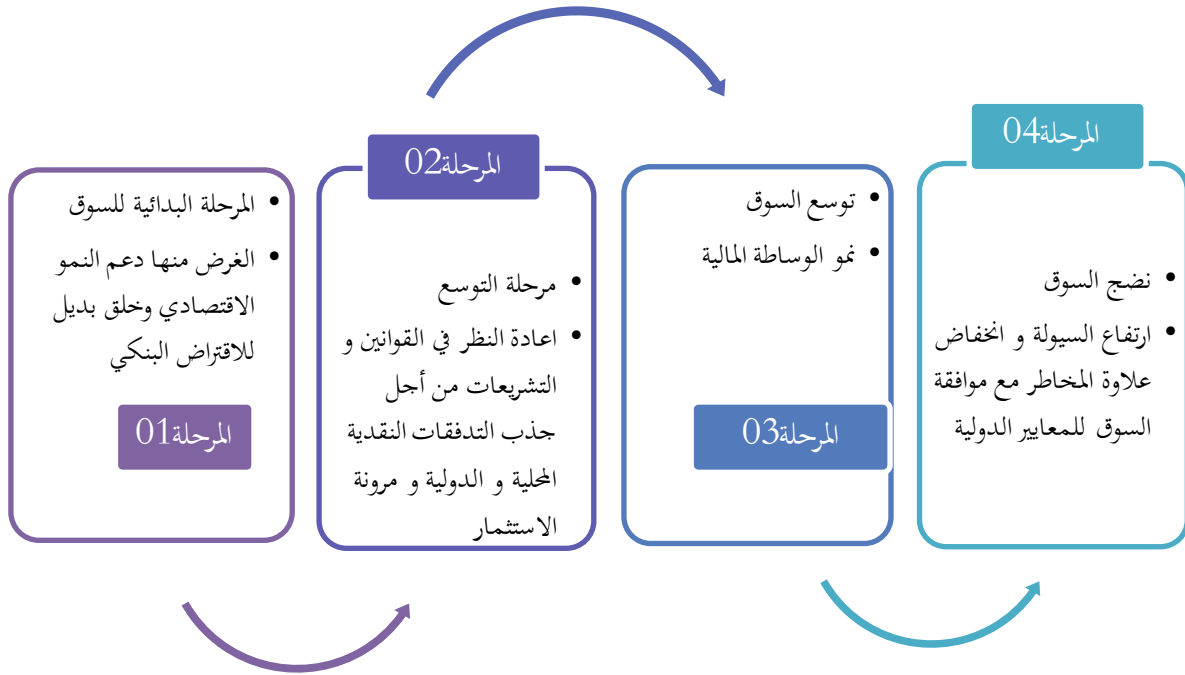 • المرحلة البدائية للسوق
• الغرض منها دعم النمو
الاقتصادي وخلق بديل
للاقتراض البنكي
المرحلة01
المرحلة02
• مرحلة التوسع
• اعادة النظر في القوانين و
التشريعات من أجل
جذب التدفقات النقدية
المحلية و الدولية و مرونة
الاستثمار
• توسع السوق
• نمو الوساطة المالية
المرحلة03
المرحلة04
• نضج السوق
• ارتفاع السيولة و انخفاض
علاوة المخاطر مع موافقة
السوق للمعايير الدولية